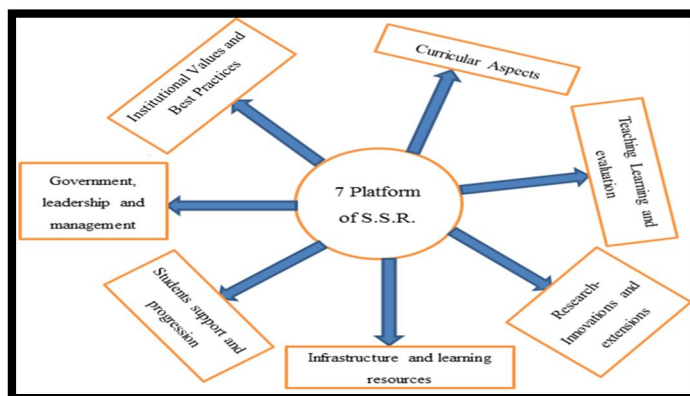 Institutional Values and
Best Practices
Curricular Aspects
Teaching Learning and
evaluation
Government,
leadership and
management
7 Platform
of S.S.R.
Students support and
progression
Research-
Innovations and
extensions
Infrastructure and learning
resources